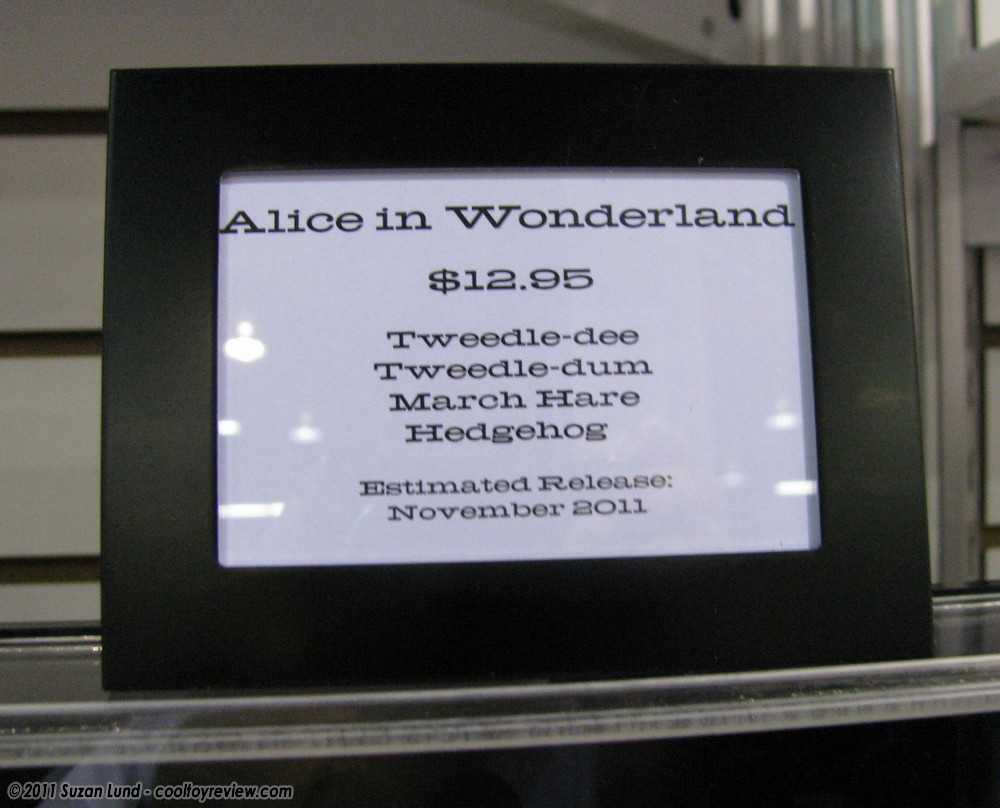 Alice in Wonderland
$12.95
Tweedle-dee
Tweedle-dum
March Hare
Hedgehog
Estimated Release:
November 2011
©2011 Suzan Lund - cooltoyreview.com